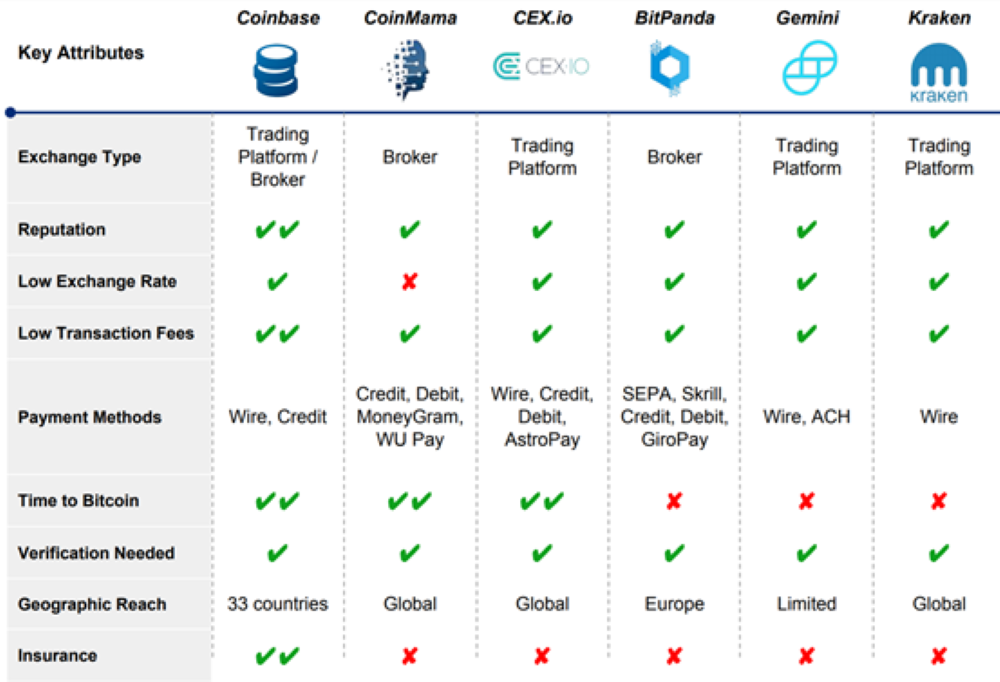 Key Attributes
Coinbase CoinMama CEX.io BitPanda Gemini Kraken
CEX·IO
KRAKEN
Exchange Type
Trading Platform / Broker
Broker
Trading Platform
Broker
Trading Platform
Trading Platform
Reputation ✔✔ ✔ ✔ ✔ ✔ ✔
Low Exchange Rate ✔ ✘ ✔ ✔ ✔ ✔
Low Transaction Fees ✔✔ ✔ ✔ ✔ ✔ ✔
Payment Methods
Wire, Credit
Credit, Debit,
MoneyGram,
WU Pay
Wire, Credit,
Debit,
AstroPay
SEPA, Skrill,
Credit, Debit,
GiroPay
Wire, ACH
Wire
Time to Bitcoin ✔✔ ✔✔ ✔✔ ✘ ✘ ✘
Verification Needed ✔ ✔ ✔ ✔ ✔ ✔
Geographic Reach 33 countries Global Global Europe Limited Global
Insurance ✔✔ ✘ ✘ ✘ ✘ ✘